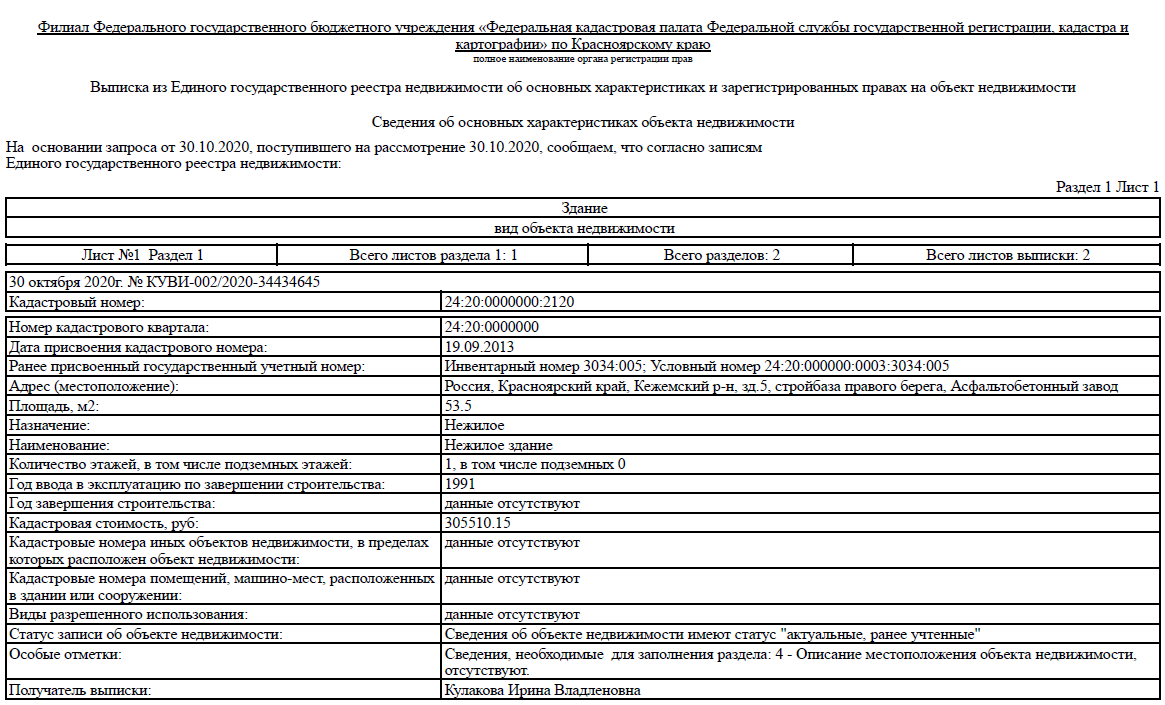 Филиал Федерального государственного бюджетного учреждения «Федеральная кадастровая палата Федеральной службы государственной регистрации, кадастра и
картографии» по Красноярскому краю
полное наименование органа регистрации прав
Выписка из Единого государственного реестра недвижимости об основных характеристиках и зарегистрированных правах на объект недвижимости
Сведения об основных характеристиках объекта недвижимости
На основании запроса от 30.10.2020, поступившего на рассмотрение 30.10.2020, сообщаем, что согласно записям
Единого государственного реестра недвижимости:
Раздел 1 Лист 1
Здание
вид объекта недвижимости
Лист №1 Раздел 1 Всего листов раздела 1: 1 Всего разделов: 2 Всего листов выписки: 2
30 октября 2020г. № КУВИ-002/2020-34434645
Кадастровый номер: 24:20:0000000:2120
Номер кадастрового квартала: 24:20:0000000
Дата присвоения кадастрового номера: 19.09.2013
Ранее присвоенный государственный учетный номер: Инвентарный номер 3034:005; Условный номер 24:20:000000:0003:3034:005
Адрес (местоположение): Россия, Красноярский край, Кежемский р-н, зд.5, стройбаза правого берега, Асфальтобетонный завод
Площадь, м2: 53.5
Назначение: Нежилое
Наименование: Нежилое здание
Количество этажей, в том числе подземных этажей: 1, в том числе подземных 0
Год ввода в эксплуатацию по завершении строительства: 1991
Год завершения строительства: данные отсутствуют
Кадастровая стоимость, руб: 305510.15
Кадастровые номера иных объектов недвижимости, в пределах данные отсутствуют
которых расположен объект недвижимости:
Кадастровые номера помещений, машино-мест, расположенных данные отсутствуют
в здании или сооружении:
Виды разрешенного использования: данные отсутствуют
Статус записи об объекте недвижимости: Сведения об объекте недвижимости имеют статус "актуальные, ранее учтенные"
Особые отметки: Сведения, необходимые для заполнения раздела: 4 - Описание местоположения объекта недвижимости,
отсутствуют.
Получатель выписки: Кулакова Ирина Владленовна